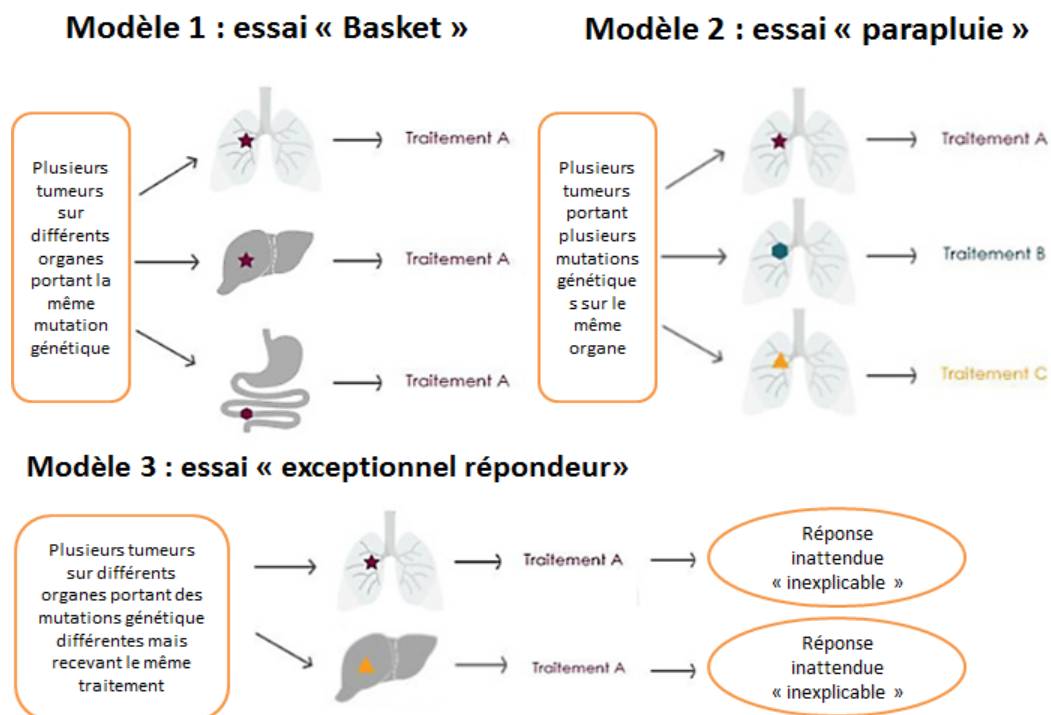 Modèle 1 : essai « Basket »
Plusieurs
tumeurs
sur
différents
organes
portant la
même
mutation
génétique
Traitement A
Traitement A
Traitement A
Modèle 2 : essai « parapluie »
Plusieurs
tumeurs
portant
plusieurs
mutations
génétique
s sur le
même
organe
Traitement A
Traitement B
Traitement C
Modèle 3 : essai « exceptionnel répondeur»
Plusieurs tumeurs
sur différents
organes portant des
mutations génétique
différentes mais
recevant le même
traitement
Traitement A
Réponse
inattendue
« inexplicable »
Traitement A
Réponse
inattendue
« inexplicable »